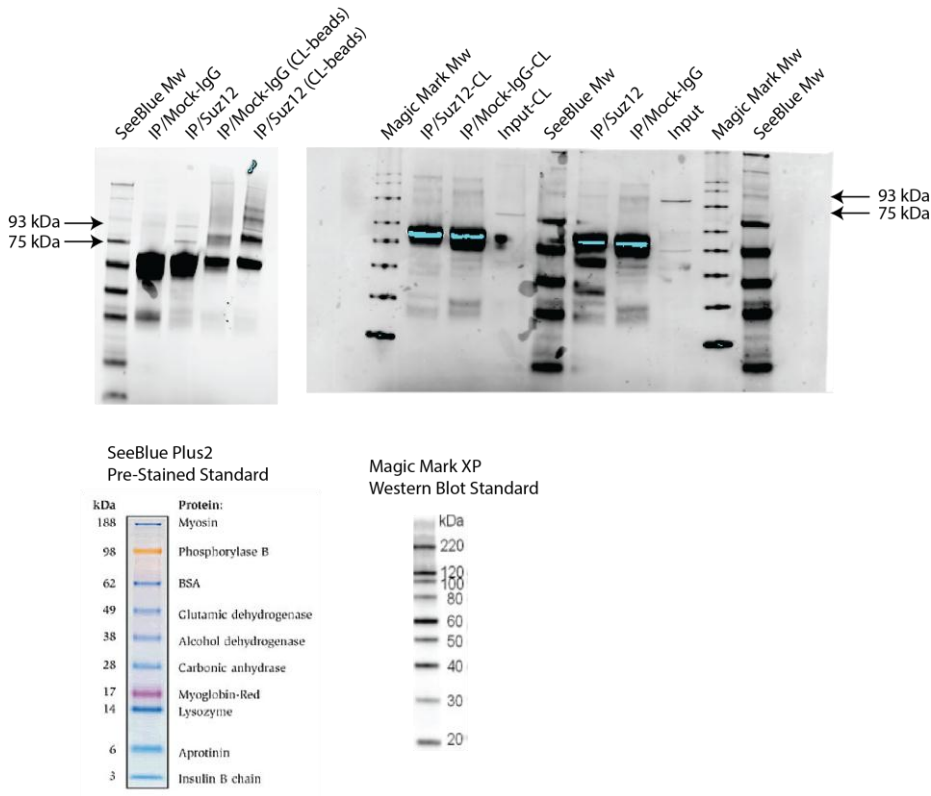 SeeBlue Mw
IP/Mock-IgG
IP/Suz12
IP/Mock-IgG (CL-beads)
IP/Suz12 (CL-beads)
Magic Mark Mw
IP/Suz12-CL
IP/Mock-IgG-CL
Input-CL
SeeBlue Mw
IP/Suz12
IP/Mock-IgG
Input
Magic Mark Mw
SeeBlue Mw
93 kDa
75 kDa
93 kDa
75 kDa
SeeBlue Plus2
Pre-Stained Standard
kDa Protein:
188 Myosin
98 Phosphorylase B
62 BSA
49 Glutamic dehydrogenase
38 Alcohol dehydrogenase
28 Carbonic anhydrase
17 Myoglobin-Red
14 Lysozyme
6 Aprotinin
3 Insulin B chain
Magic Mark XP
Western Blot Standard
kDa
220
120
100
80
60
50
40
30
20